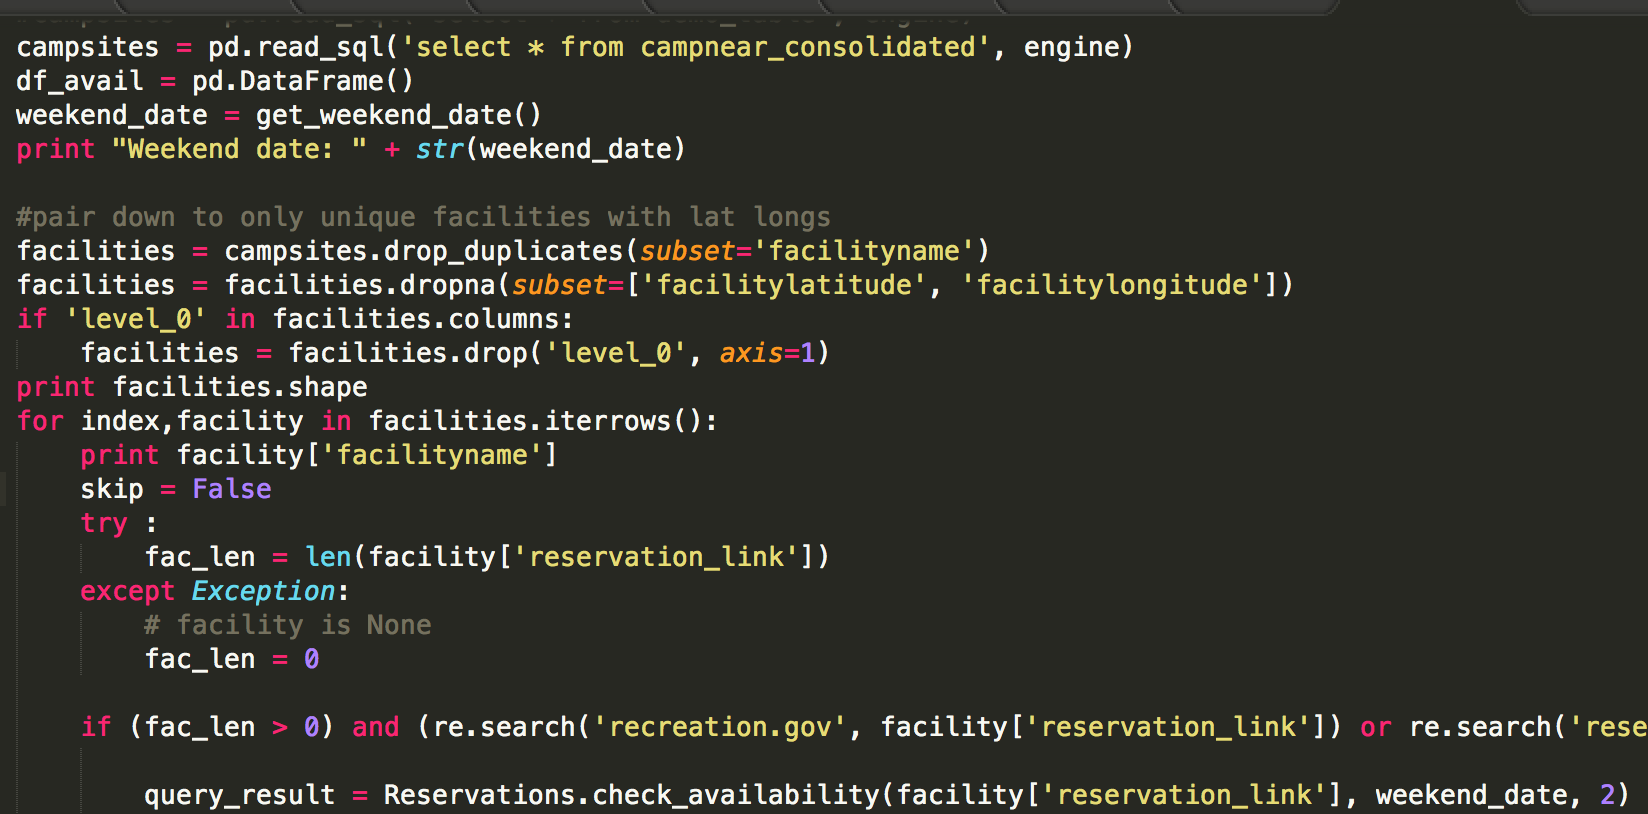 campsites = pd.read_sql('select * from campnear_consolidated', engine)
df_avail = pd.DataFrame()
weekend_date = get_weekend_date()
print "Weekend date: " + str(weekend_date)
#pair down to only unique facilities with lat longs
facilities = campsites.drop_duplicates(subset='facilityname')
facilities = facilities.dropna(subset=['facilitylatitude', 'facilitylongitude'])
if 'level_0' in facilities.columns:
    facilities = facilities.drop('level_0', axis=1)
print facilities.shape
for index,facility in facilities.iterrows():
    print facility['facilityname']
    skip = False
    try :
        fac_len = len(facility['reservation_link'])
    except Exception:
        # facility is None
        fac_len = 0
    if (fac_len > 0) and (re.search('recreation.gov', facility['reservation_link']) or re.search('rese
        query_result = Reservations.check_availability(facility['reservation_link'], weekend_date, 2)